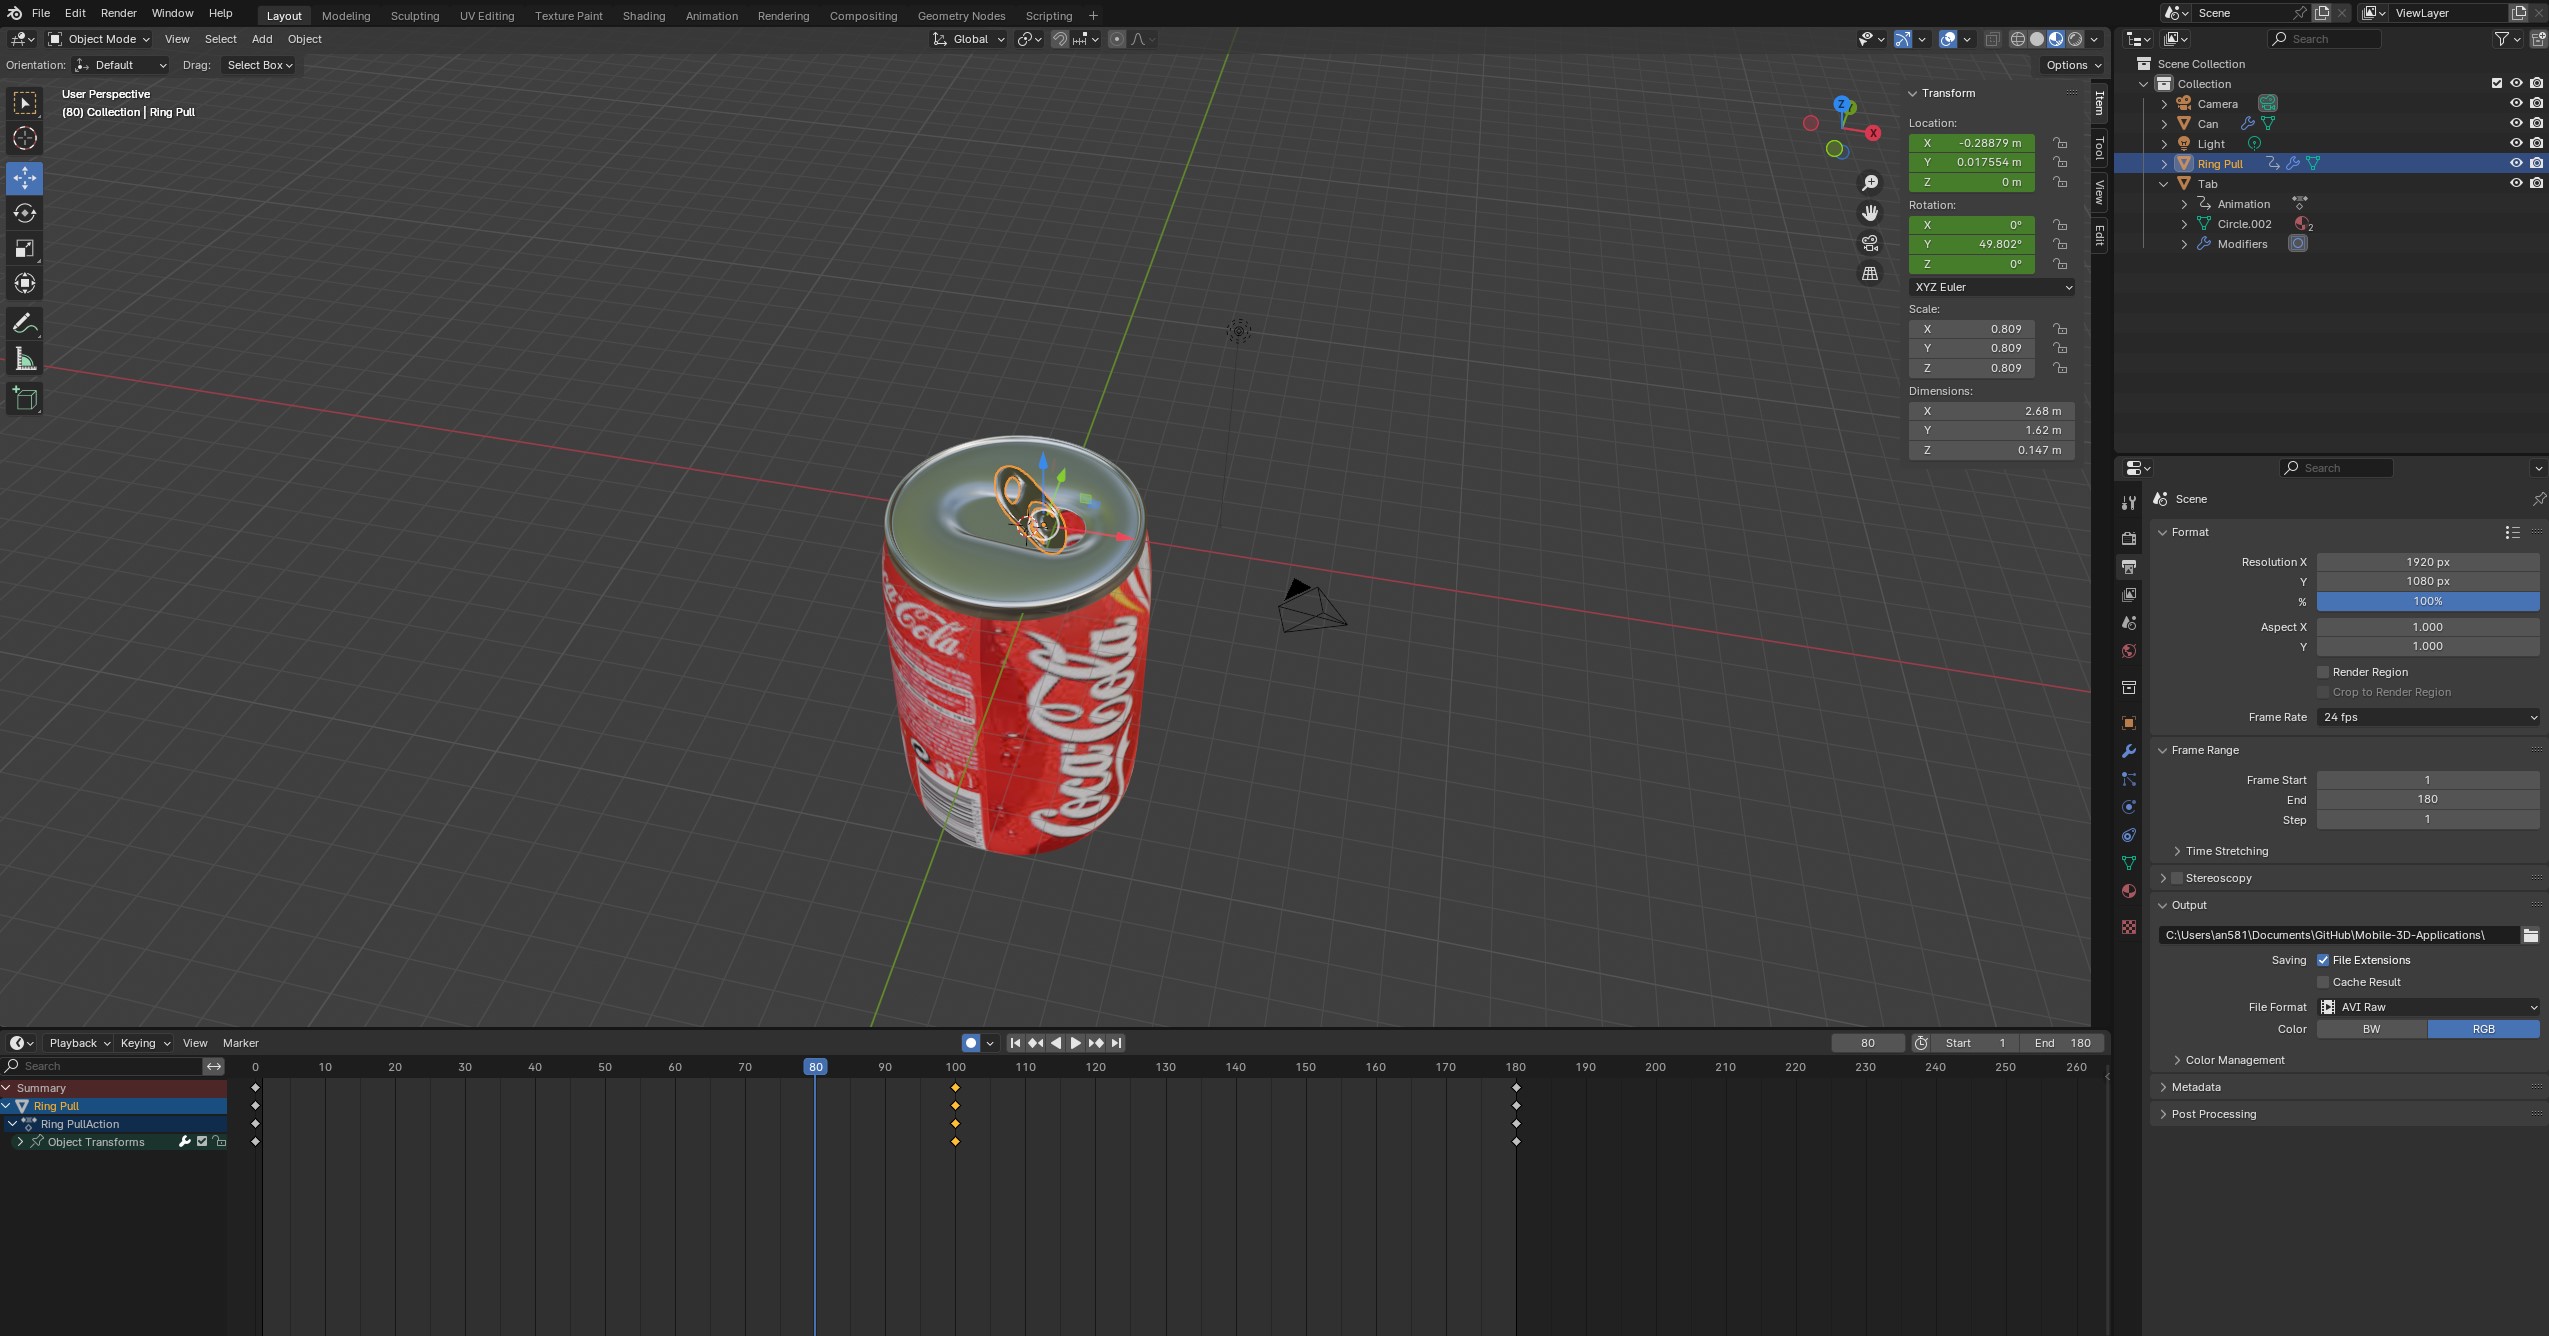 File Edit Render Window Help Layout Modeling Sculpting UV Editing Texture Paint Shading Animation Rendering Compositing Geometry Nodes Scripting + Scene ViewLayer
Object Mode View Select Add Object Global Search
Orientation: Default Drag: Select Box Options
User Perspective
(80) Collection | Ring Pull
Z
X
Transform
Location:
X -0.28879 m
Y 0.017554 m
Z 0 m
Rotation:
X 0°
Y 49.802°
Z 0°
XYZ Euler
Scale:
X 0.809
Y 0.809
Z 0.809
Dimensions:
X 2.68 m
Y 1.62 m
Z 0.147 m
Item
Tool
View
Edit
Coca-Cola
Scene Collection
Collection
Camera
Can
Light
Ring Pull
Tab
Animation
Circle.002 2
Modifiers
Search
Scene
Format
Resolution X 1920 px
Y 1080 px
% 100%
Aspect X 1.000
Y 1.000
Render Region
Crop to Render Region
Frame Rate 24 fps
Frame Range
Frame Start 1
End 180
Step 1
Time Stretching
Stereoscopy
Output
C:\Users\an581\Documents\GitHub\Mobile-3D-Applications\
Saving File Extensions
Cache Result
File Format AVI Raw
Color BW RGB
Color Management
Metadata
Post Processing
Playback Keying View Marker 80 Start 1 End 180
Search 0 10 20 30 40 50 60 70 80 90 100 110 120 130 140 150 160 170 180 190 200 210 220 230 240 250 260
Summary
Ring Pull
Ring PullAction
Object Transforms